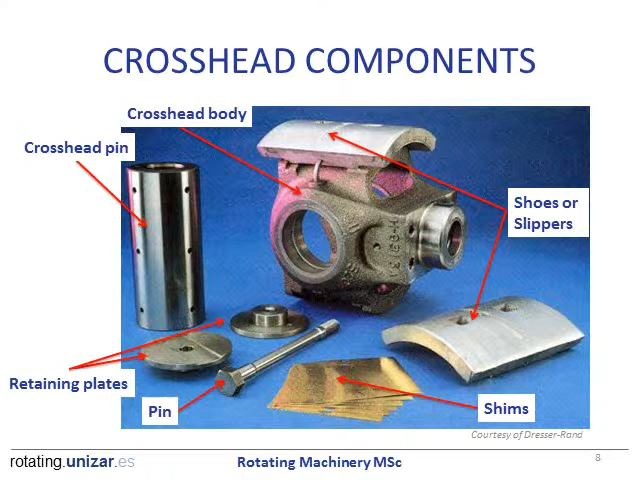 CROSSHEAD COMPONENTS
Crosshead body
Crosshead pin
Shoes or
Slippers
Retaining plates
Pin
Shims
Courtesy of Dresser-Rand
rotating.unizar.es
Rotating Machinery MSc
8